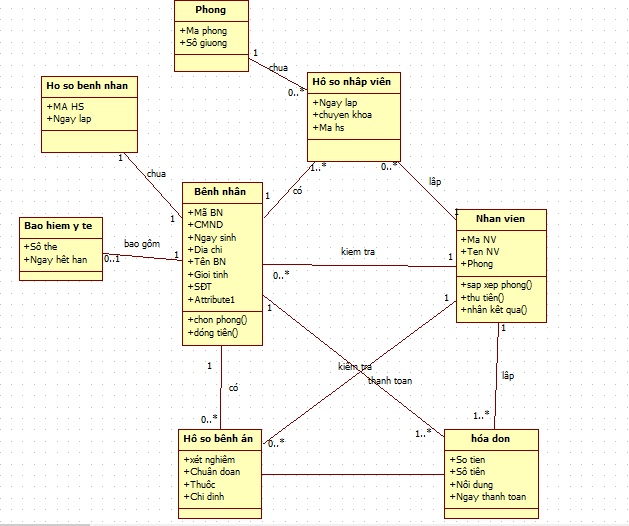 Phong
+Ma phong
+Sô giuong
1
chua
0..*
Hô so nhâp viên
+Ngay lap
+chuyen khoa
+Ma hs
Ho so benh nhan
+MA HS
+Ngay lap
1
chua
1
1..*
có
1
0..*
lâp
1
Bênh nhân
+Mã BN
+CMND
+Ngay sinh
+Dia chi
+Tên BN
+Gioi tinh
+SĐT
+Attribute1
+chon phong()
+dóng tiên()
Bao hiem y te
+Sô the
+Ngay hêt han
0..1
bao gôm
1
Nhan vien
+Ma NV
+Ten NV
+Phong
+sap xep phong()
+thu tiên()
+nhân kêt qua()
kiem tra
1
0..*
1
1
kiêm tra
thanh toan
1
lâp
1..*
1
có
0..*
0..*
1..*
Hô so bênh án
+xét nghiêm
+Chuân doan
+Thuôc
+Chi dinh
hóa don
+So tien
+Sô tiên
+Nôi dung
+Ngay thanh toan